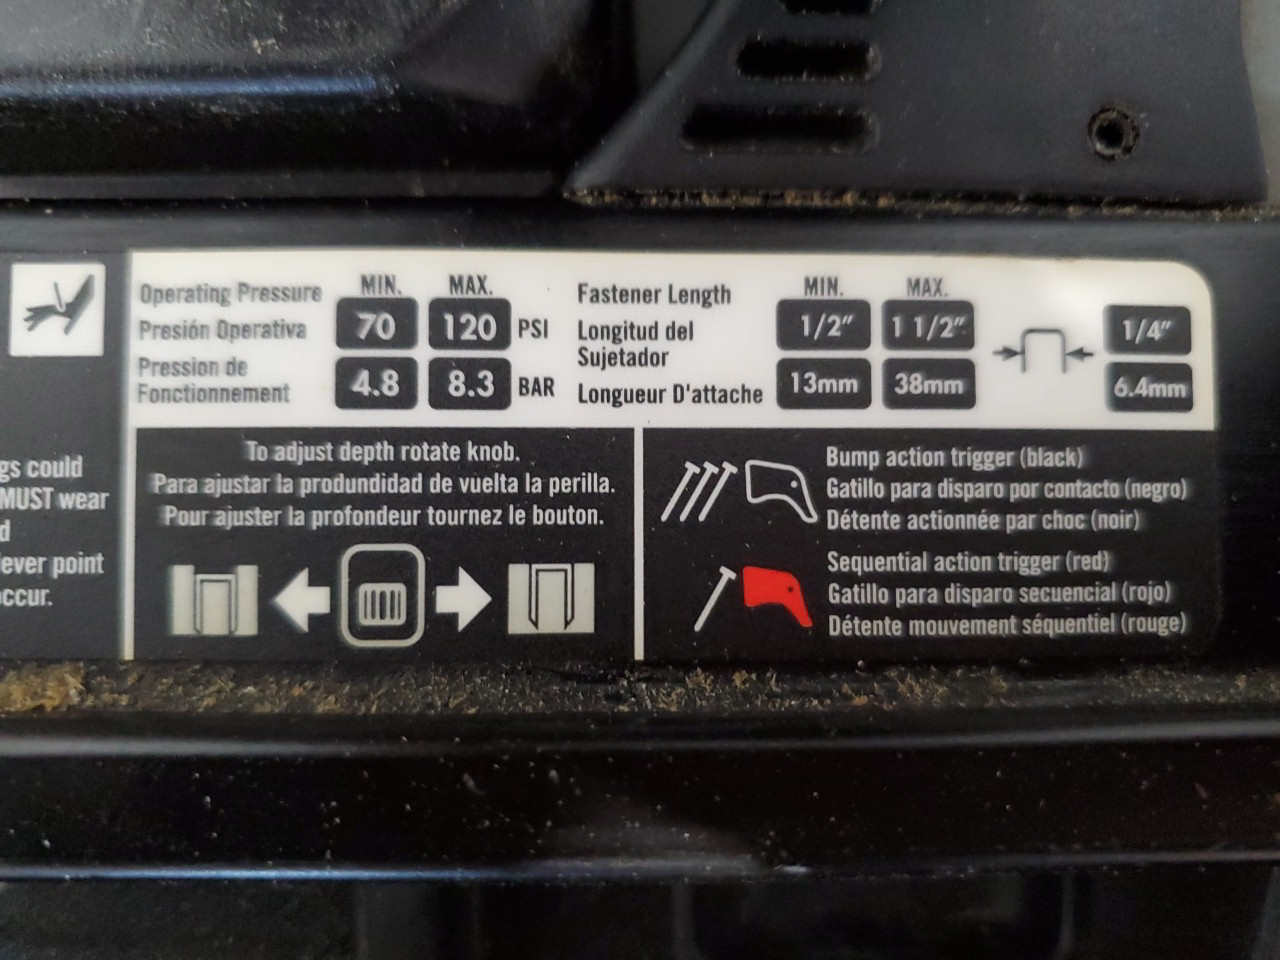 Operating Pressure
Presión Operativa
Pression de
Fonctionnement
MIN. MAX.
70 120 PSI
4.8 8.3 BAR
Fastener Length
Longitud del
Sujetador
Longueur D'attache
MIN. MAX.
1/2" 1 1/2"
13mm 38mm
1/4"
6.4mm
gs could
MUST wear
d
ever point
ccur.
To adjust depth rotate knob.
Para ajustar la produndidad de vuelta la perilla.
Pour ajuster la profondeur tournez le bouton.
Bump action trigger (black)
Gatillo para disparo por contacto (negro)
Détente actionnée par choc (noir)
Sequential action trigger (red)
Gatillo para disparo secuencial (rojo)
Détente mouvement séquentiel (rouge)